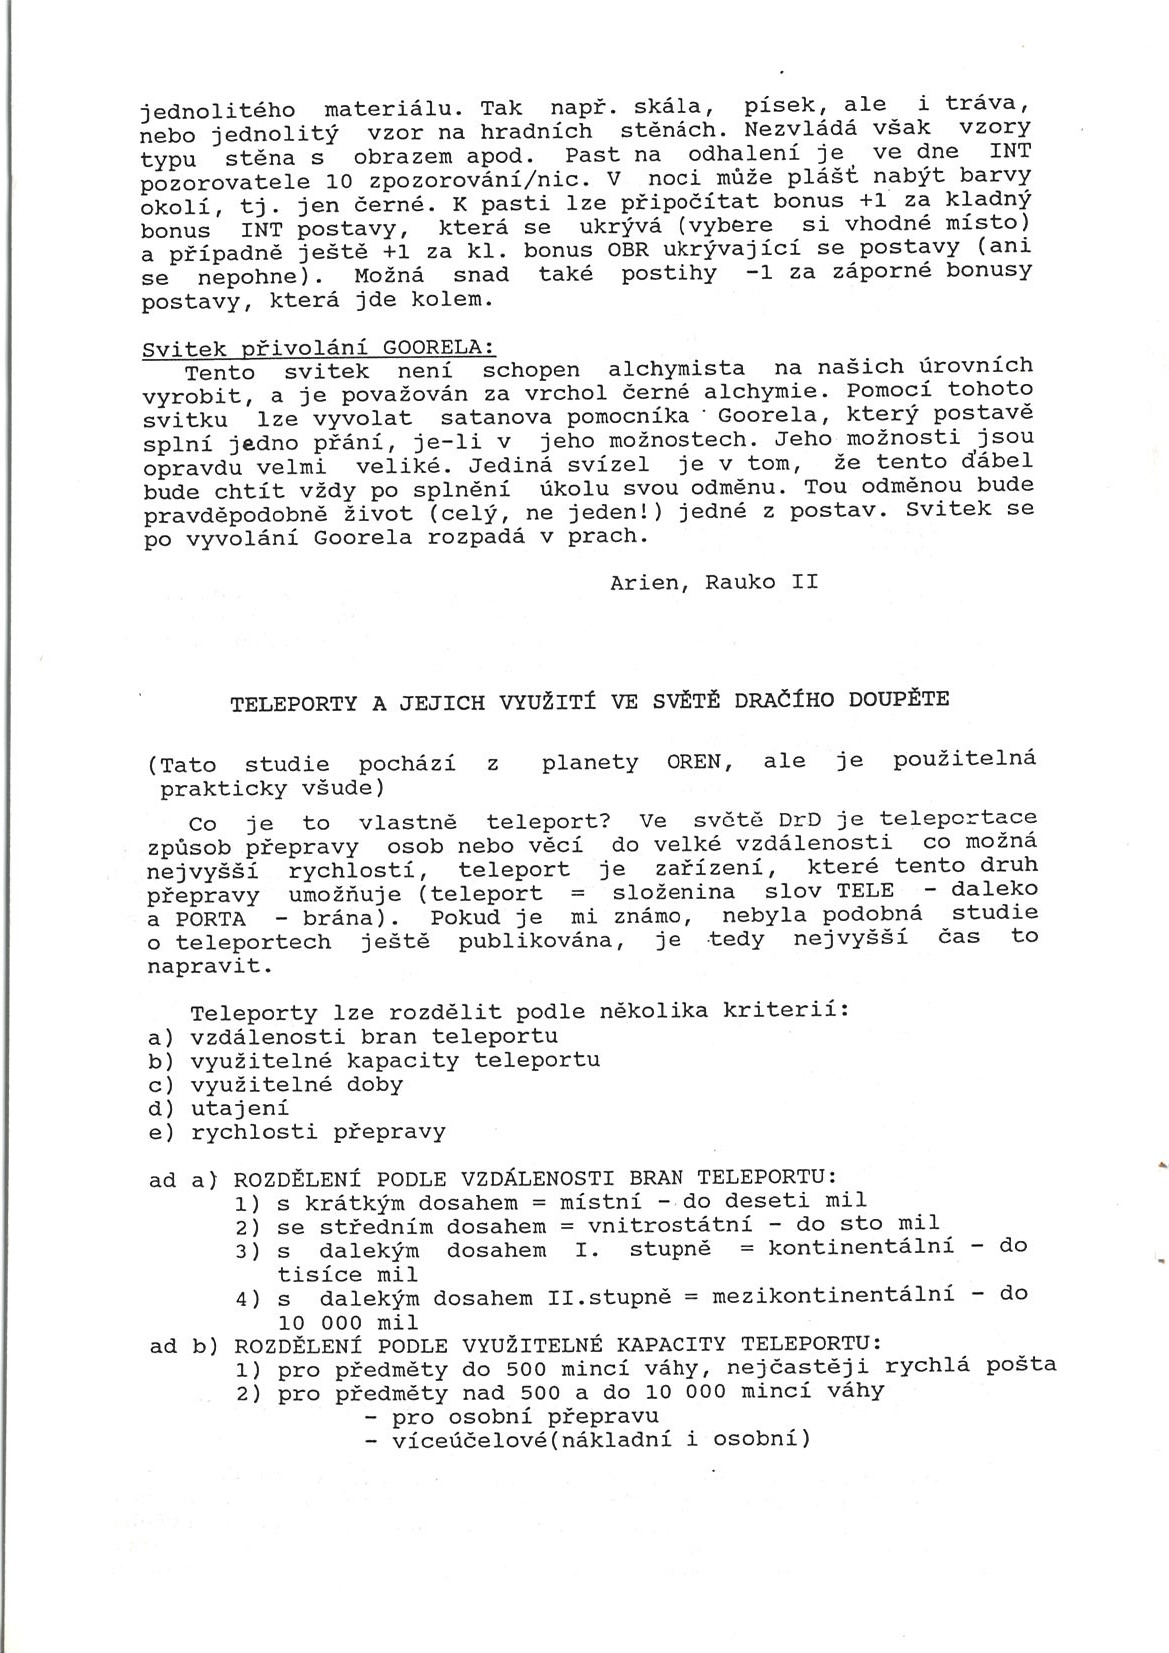 jednolitého materiálu. Tak např. skála, písek, ale i tráva,
nebo jednolitý vzor na hradních stěnách. Nezvládá však vzory
typu stěna s obrazem apod. Past na odhalení je ve dne INT
pozorovatele 10 zpozorování/nic. V noci může plášť nabýt barvy
okolí, tj. jen černé. K pasti lze připočítat bonus +1 za kladný
bonus INT postavy, která se ukrývá (vybere si vhodné místo)
a případně ještě +1 za kl. bonus OBR ukrývající se postavy (ani
se nepohne). Možná snad také postihy -1 za záporné bonusy
postavy, která jde kolem.
Svitek přivolání GOORELA:
Tento svitek není schopen alchymista na našich úrovních
vyrobit, a je považován za vrchol černé alchymie. Pomocí tohoto
svitku lze vyvolat satanova pomocníka Goorela, který postavě
splní jedno přání, je-li v jeho možnostech. Jeho možnosti jsou
opravdu velmi veliké. Jediná svízel je v tom, že tento ďábel
bude chtít vždy po splnění úkolu svou odměnu. Tou odměnou bude
pravděpodobně život (celý, ne jeden!) jedné z postav. Svitek se
po vyvolání Goorela rozpadá v prach.
Arien, Rauko II
TELEPORTY A JEJICH VYUŽITÍ VE SVĚTĚ DRAČÍHO DOUPĚTE
(Tato studie pochází z planety OREN, ale je použitelná
prakticky všude)
Co je to vlastně teleport? Ve světě DrD je teleportace
způsob přepravy osob nebo věcí do velké vzdálenosti co možná
nejvyšší rychlostí, teleport je zařízení, které tento druh
přepravy umožňuje (teleport = složenina slov TELE - daleko
a PORTA - brána). Pokud je mi známo, nebyla podobná studie
o teleportech ještě publikována, je tedy nejvyšší čas to
napravit.
Teleporty lze rozdělit podle několika kriterií:
a) vzdálenosti bran teleportu
b) využitelné kapacity teleportu
c) využitelné doby
d) utajení
e) rychlosti přepravy
ad a) ROZDĚLENÍ PODLE VZDÁLENOSTI BRAN TELEPORTU:
1) s krátkým dosahem = místní - do deseti mil
2) se středním dosahem = vnitrostátní - do sto mil
3) s dalekým dosahem I. stupně = kontinentální - do
tisíce mil
4) s dalekým dosahem II.stupně = mezikontinentální - do
10 000 mil
ad b) ROZDĚLENÍ PODLE VYUŽITELNÉ KAPACITY TELEPORTU:
1) pro předměty do 500 mincí váhy, nejčastěji rychlá pošta
2) pro předměty nad 500 a do 10 000 mincí váhy
- pro osobní přepravu
- víceúčelové(nákladní i osobní)